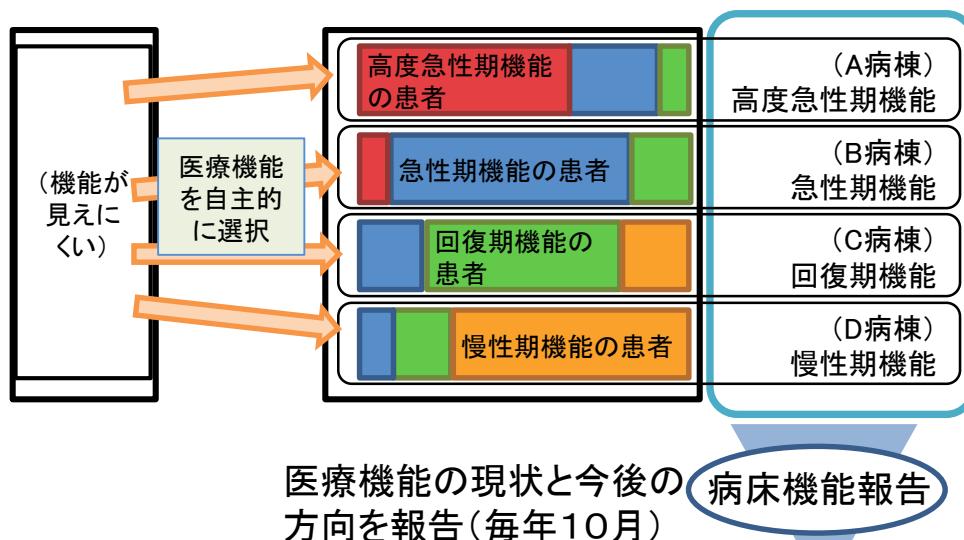 (機能が
見えに
くい)
医療機能
を自主的
に選択
高度急性期機能
の患者
(A病棟)
高度急性期機能
急性期機能の患者
(B病棟)
急性期機能
回復期機能の
患者
(C病棟)
回復期機能
慢性期機能の患者
(D病棟)
慢性期機能
医療機能の現状と今後の
方向を報告(毎年10月)
病床機能報告